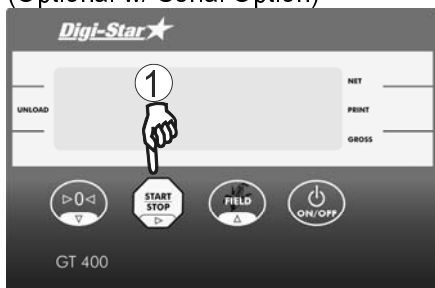 (Optional w/ Serial Option)
Digi-Star
1
NET
UNLOAD
PRINT
GROSS
▷0◁
▽
START
STOP
▷
FIELD
△
ON/OFF
GT 400